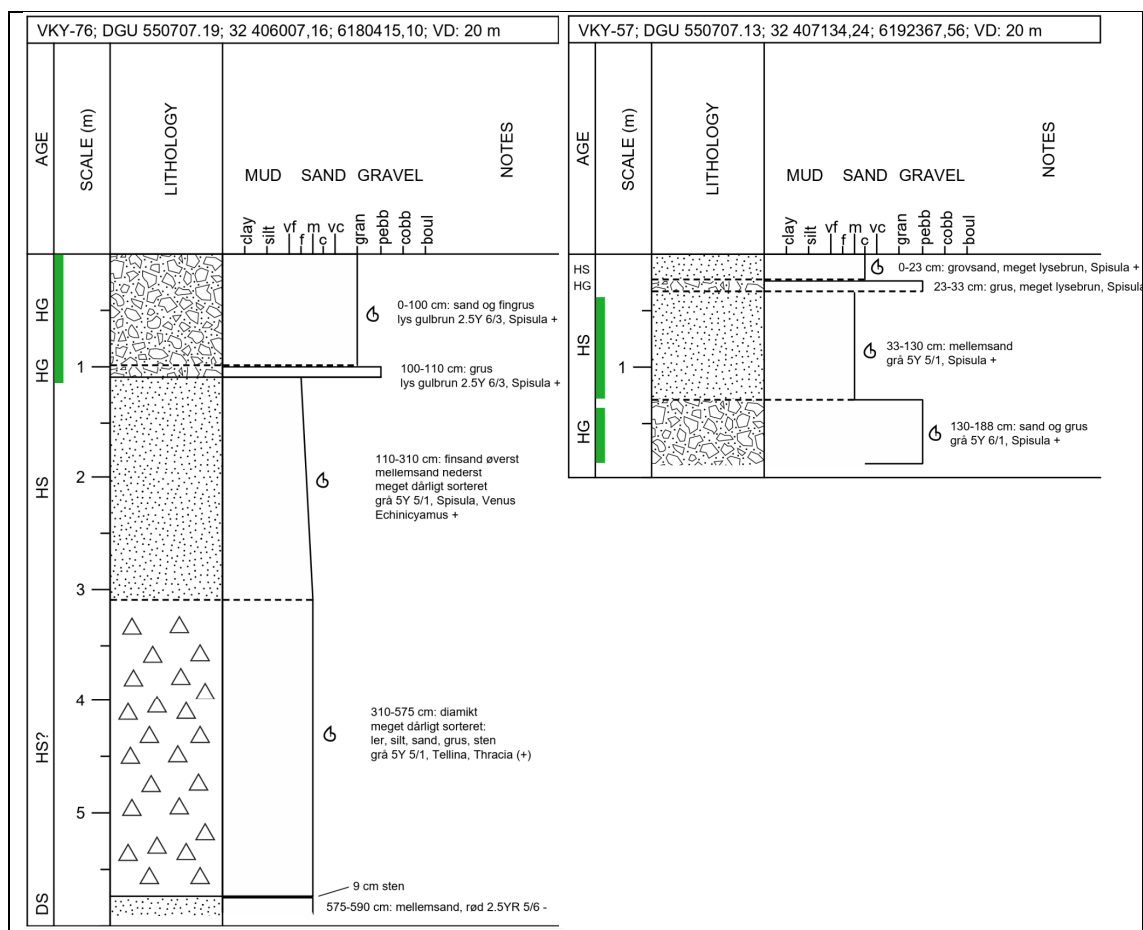 VKY-76; DGU 550707.19; 32 406007,16; 6180415,10; VD: 20 m
AGE
SCALE (m)
LITHOLOGY
MUD SAND GRAVEL
NOTES
clay
silt
vf
f
m
c
vc
gran
pebb
cobb
boul
HG
HG
HS
HS?
DS
1
2
3
4
5
0-100 cm: sand og fingrus
lys gulbrun 2.5Y 6/3, Spisula +
100-110 cm: grus
lys gulbrun 2.5Y 6/3, Spisula +
110-310 cm: finsand øverst
mellemsand nederst
meget dårligt sorteret
grå 5Y 5/1, Spisula, Venus
Echinicyamus +
310-575 cm: diamikt
meget dårligt sorteret:
ler, silt, sand, grus, sten
grå 5Y 5/1, Tellina, Thracia (+)
9 cm sten
575-590 cm: mellemsand, rød 2.5YR 5/6 -
VKY-57; DGU 550707.13; 32 407134,24; 6192367,56; VD: 20 m
AGE
SCALE (m)
LITHOLOGY
MUD SAND GRAVEL
NOTES
clay
silt
vf
f
m
c
vc
gran
pebb
cobb
boul
HS
HG
HS
HG
1
0-23 cm: grovsand, meget lysebrun, Spisula +
23-33 cm: grus, meget lysebrun, Spisula
33-130 cm: mellemsand
grå 5Y 5/1, Spisula +
130-188 cm: sand og grus
grå 5Y 6/1, Spisula +